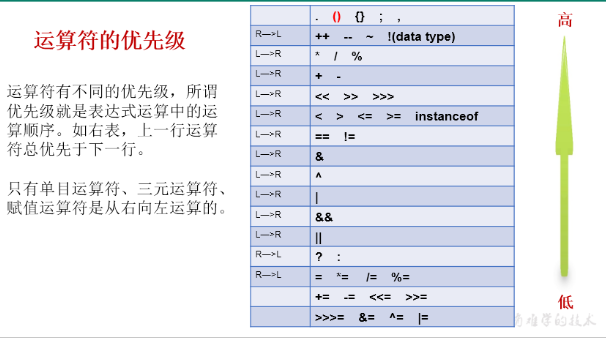 运算符的优先级
运算符有不同的优先级，所谓
优先级就是表达式运算中的运
算顺序。如右表，上一行运算
符总优先于下一行。
只有单目运算符、三元运算符、
赋值运算符是从右向左运算的。
. () {} ; ,
R—>L ++ -- ~ !(data type)
L—>R * / %
L—>R + -
L—>R << >> >>>
L—>R < > <= >= instanceof
L—>R == !=
L—>R &
L—>R ^
L—>R |
L—>R &&
L—>R ||
R—>L ? :
R—>L = *= /= %=
+= -= <<= >>=
>>>= &= ^= |=
高
低